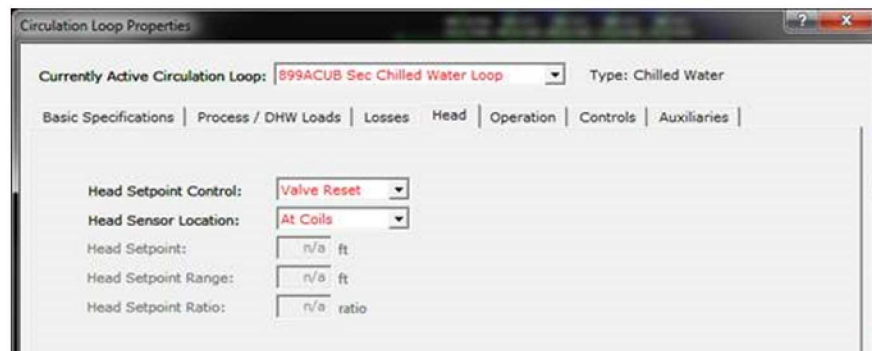 Circulation Loop Properties
Currently Active Circulation Loop: 899ACUB Sec Chilled Water Loop Type: Chilled Water
Basic Specifications | Process / DHW Loads | Losses | Head | Operation | Controls | Auxiliaries |
Head Setpoint Control: Valve Reset
Head Sensor Location: At Coils
Head Setpoint: n/a ft
Head Setpoint Range: n/a ft
Head Setpoint Ratio: n/a ratio